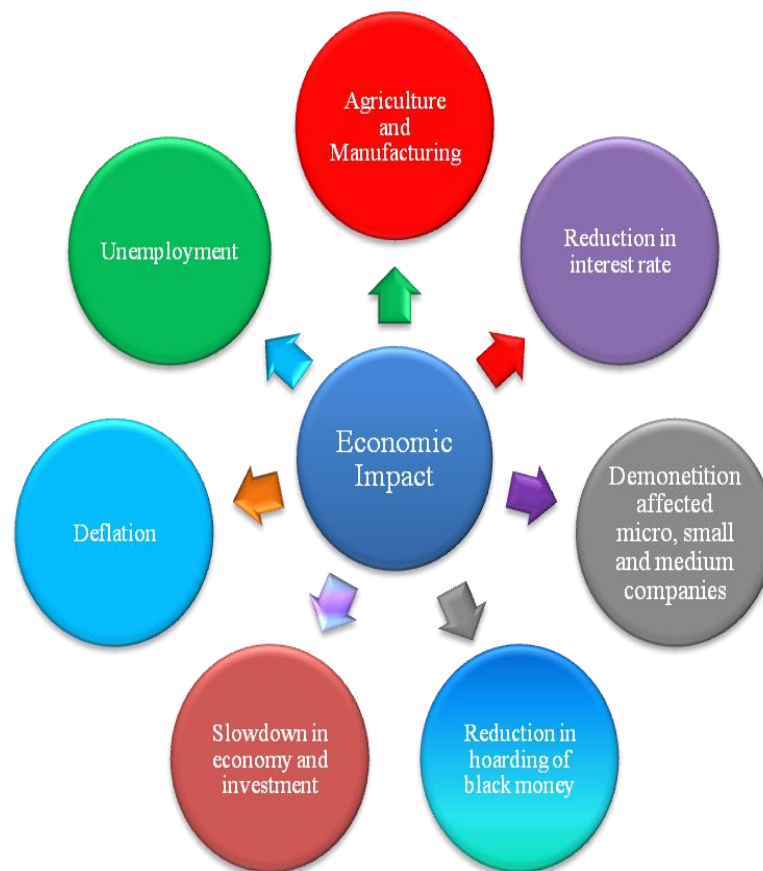 Agriculture
and
Manufacturing
Unemployment
Reduction in
interest rate
Economic
Impact
Demonetition
affected
micro, small
and medium
companies
Deflation
Slowdown in
economy and
investment
Reduction in
hoarding of
black money